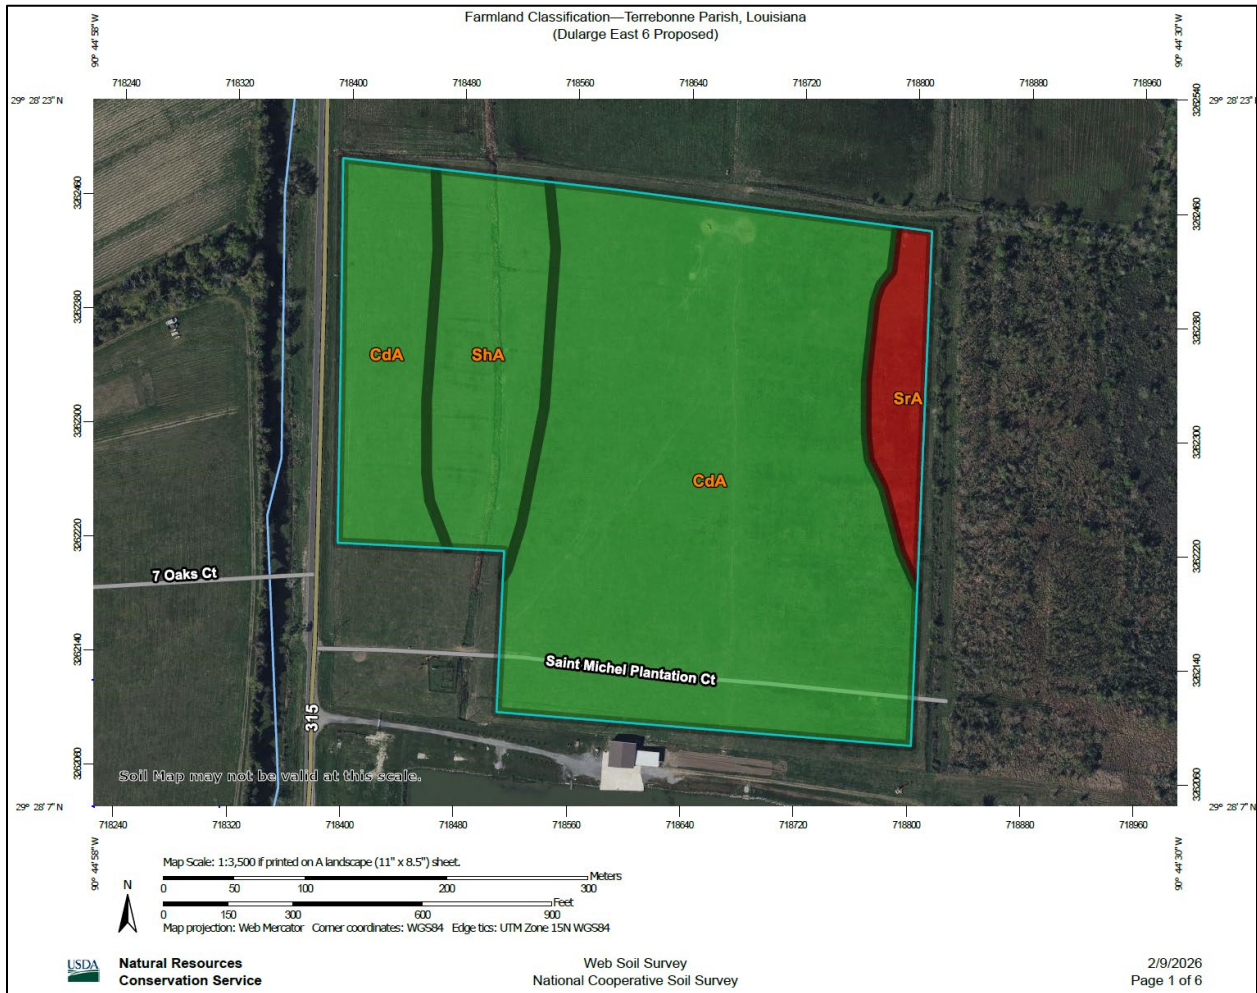 Farmland Classification—Terrebonne Parish, Louisiana
(Dularge East 6 Proposed)
90° 44' 58" W
90° 44' 30" W
718240 718320 718400 718480 718560 718640 718720 718800 718880 718960
29° 28' 23" N
29° 28' 23" N
3262540
3262460
3262460
3262380
3262380
CdA
ShA
SrA
3262300
3262300
CdA
3262220
3262220
7 Oaks Ct
3262140
3262140
Saint Michel Plantation Ct
315
3262060
3262060
Soil Map may not be valid at this scale.
29° 28' 7" N
29° 28' 7" N
718240 718320 718400 718480 718560 718640 718720 718800 718880 718960
90° 44' 58" W
90° 44' 30" W
Map Scale: 1:3,500 if printed on A landscape (11" x 8.5") sheet.
N
Meters
0 50 100 200 300
Feet
0 150 300 600 900
Map projection: Web Mercator Corner coordinates: WGS84 Edge tics: UTM Zone 15N WGS84
USDA
Natural Resources
Conservation Service
Web Soil Survey
National Cooperative Soil Survey
2/9/2026
Page 1 of 6